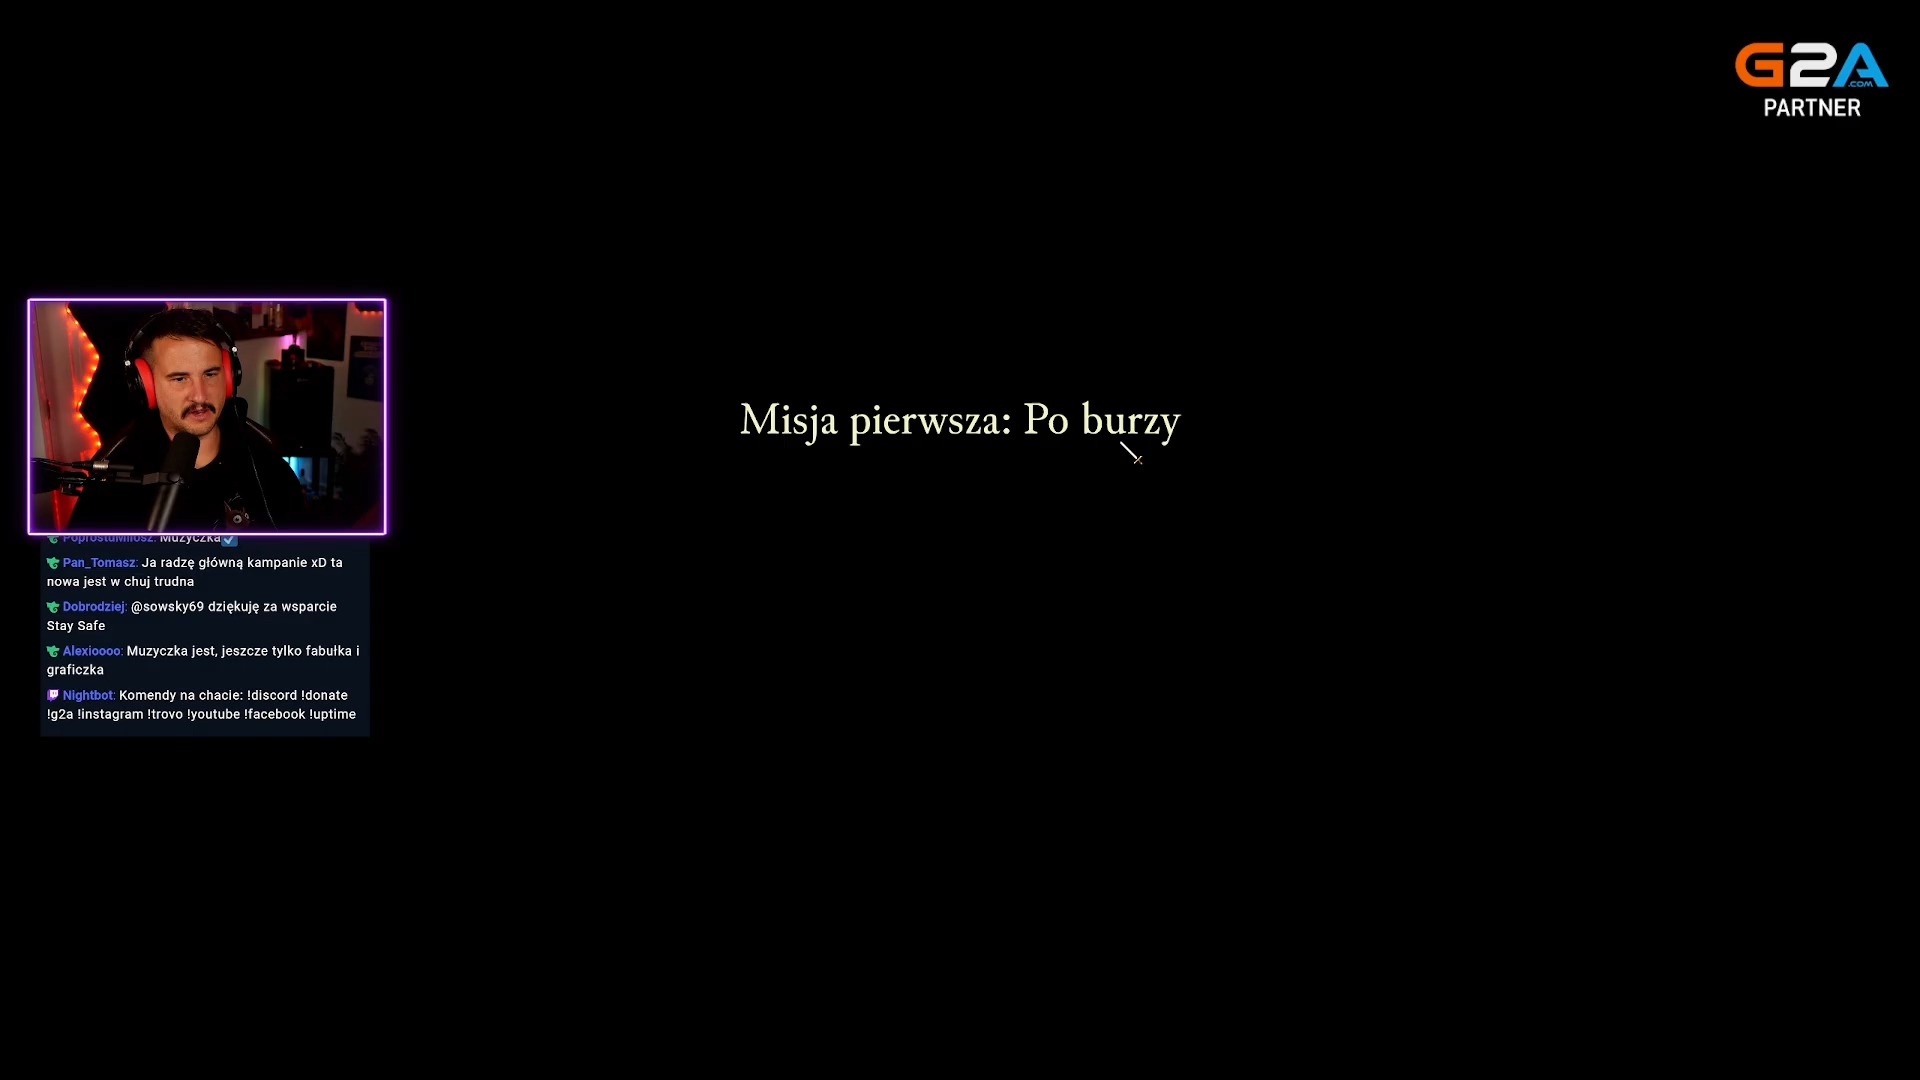 G2A
.COM
PARTNER
Misja pierwsza: Po burzy
PoprostuMiłosz: Muzyczka
Pan_Tomasz: Ja radzę główną kampanie xD ta
nowa jest w chuj trudna
Dobrodziej: @sowsky69 dziękuję za wsparcie
Stay Safe
Alexioooo: Muzyczka jest, jeszcze tylko fabułka i
graficzka
Nightbot: Komendy na chacie: !discord !donate
!g2a !instagram !trovo !youtube !facebook !uptime